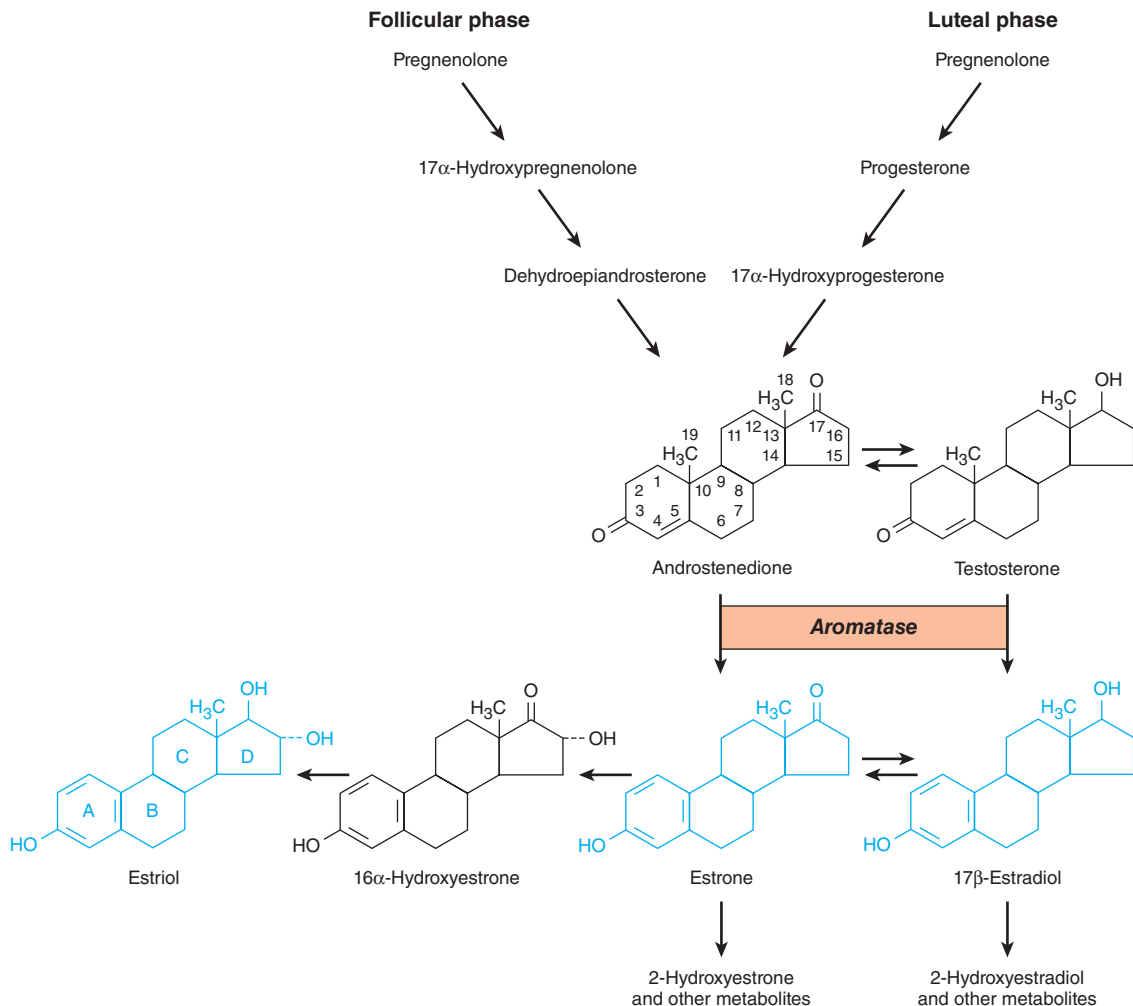 Follicular phase
Luteal phase
Pregnenolone
Pregnenolone
17α-Hydroxypregnenolone
Progesterone
Dehydroepiandrosterone
17α-Hydroxyprogesterone
18
O
H3C
17
12
16
11
13
19
H3C
14
15
1
9
2
10
8
3
5
7
4
6
O
Androstenedione
OH
H3C
H3C
O
Testosterone
Aromatase
OH
H3C
OH
C
D
A
B
HO
Estriol
O
H3C
OH
HO
16α-Hydroxyestrone
O
H3C
HO
Estrone
OH
H3C
HO
17β-Estradiol
2-Hydroxyestrone
and other metabolites
2-Hydroxyestradiol
and other metabolites